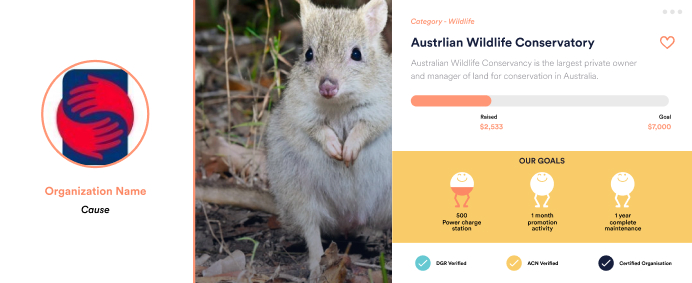 Organization Name
Cause
Category - Wildlife
Austrlian Wildlife Conservatory
Australian Wildlife Conservancy is the largest private owner
and manager of land for conservation in Australia.
Raised
$2,533
Goal
$7,000
OUR GOALS
500
Power charge
station
1 month
promotion
activity
1 year
complete
maintenance
DGR Verified
ACN Verified
Certified Organisation